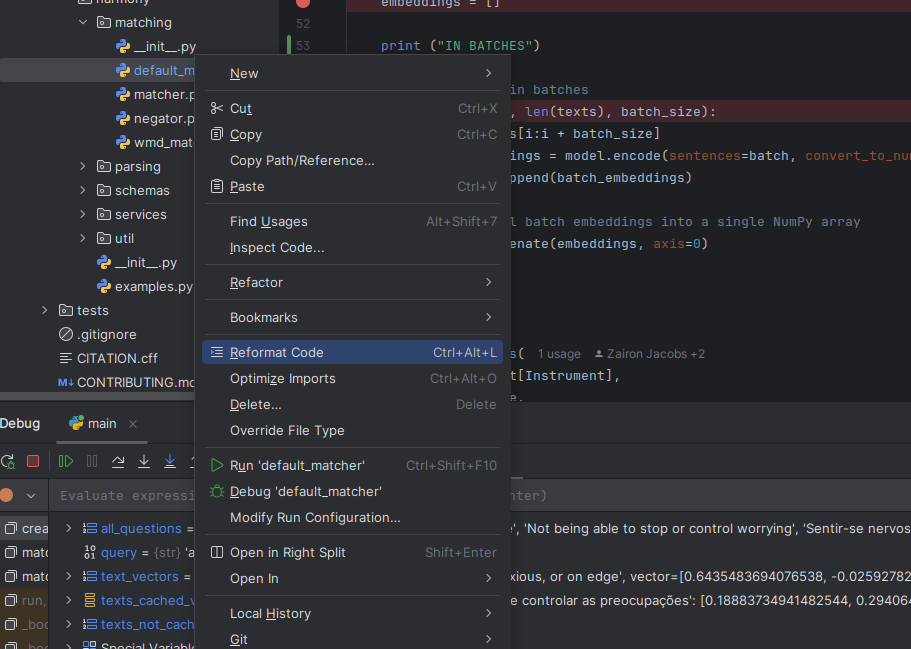 harmony
embeddings = []
matching
52
__init__.py
53
print ("IN BATCHES")
default_m
New
matcher.p
in batches
Cut Ctrl+X
, len(texts), batch_size):
negator.p
Copy Ctrl+C
s[i:i + batch_size]
wmd_mat
Copy Path/Reference...
ings = model.encode(sentences=batch, convert_to_num
parsing
Paste Ctrl+V
ppend(batch_embeddings)
schemas
services
Find Usages Alt+Shift+7
l batch embeddings into a single NumPy array
util
Inspect Code...
enate(embeddings, axis=0)
__init__.py
examples.py
Refactor
tests
Bookmarks
.gitignore
CITATION.cff
Reformat Code Ctrl+Alt+L
s( 1 usage Zairon Jacobs +2
M↓ CONTRIBUTING.md
Optimize Imports Ctrl+Alt+O
t[Instrument],
Delete... Delete
e,
Debug
main
Override File Type
Run 'default_matcher' Ctrl+Shift+F10
Evaluate expressi
nter)
Debug 'default_matcher'
Modify Run Configuration...
crea
all_questions =
', 'Not being able to stop or control worrying', 'Sentir-se nervos
mato
query = {str} 'a
Open in Right Split Shift+Enter
mato
text_vectors =
Open In
xious, or on edge', vector=[0.6435483694076538, -0.02592782
run,
texts_cached_v
e controlar as preocupações': [0.18883734941482544, 0.294064
_boo
texts_not_cach
Local History
_boo
Special Variable
Git